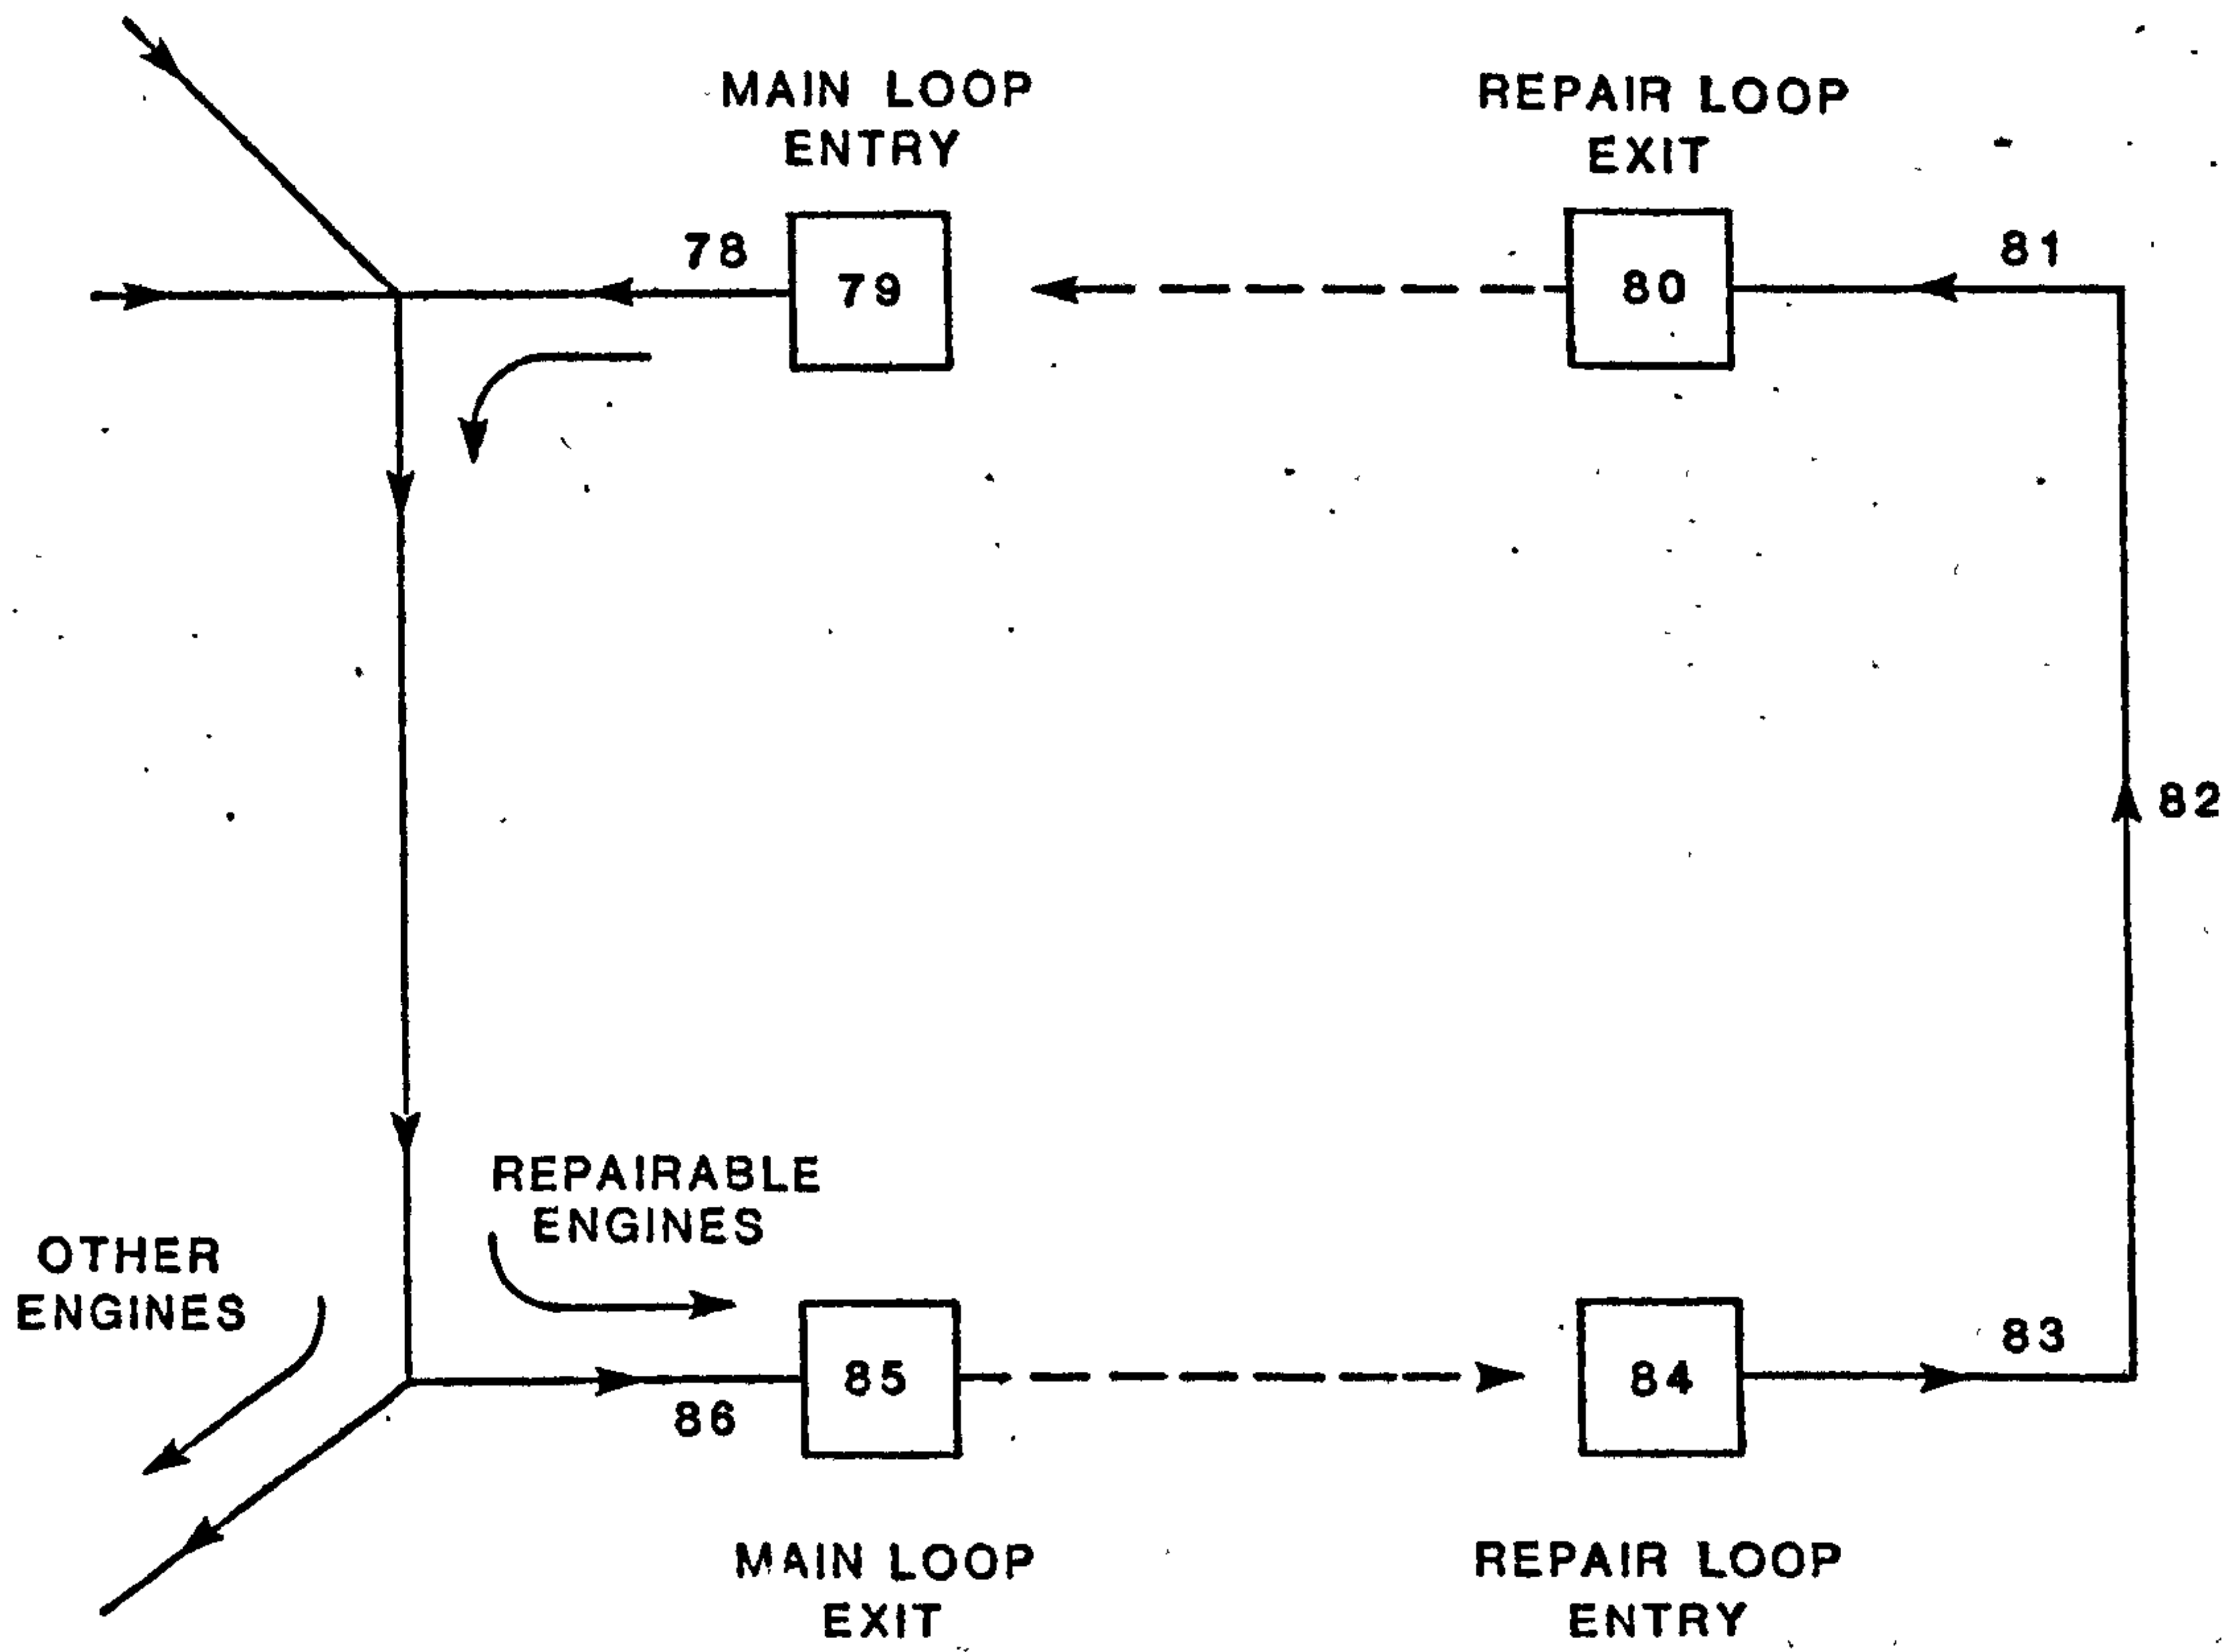 MAIN LOOP
ENTRY
REPAIR LOOP
EXIT
78
79
80
81
82
REPAIRABLE
ENGINES
OTHER
ENGINES
85
86
84
83
MAIN LOOP
EXIT
REPAIR LOOP
ENTRY